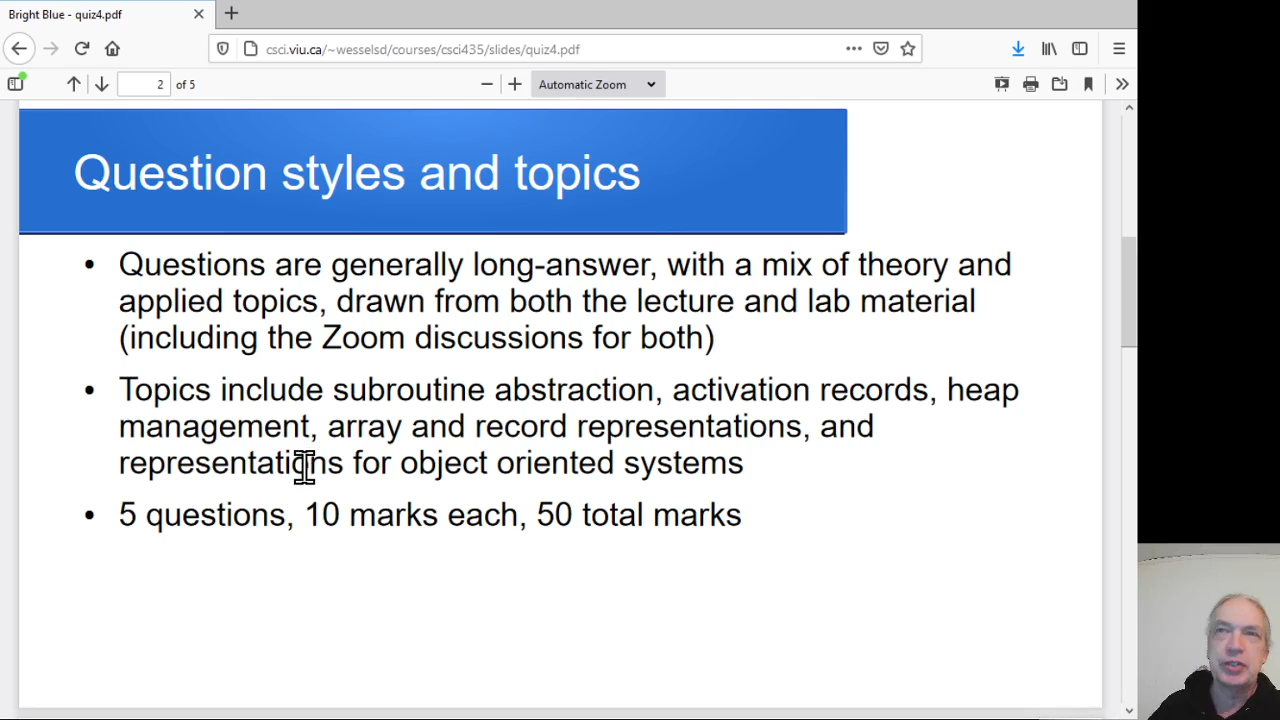 Bright Blue - quiz4.pdf
csci.viu.ca/~wesselsd/courses/csci435/slides/quiz4.pdf
2 of 5
Automatic Zoom
Question styles and topics
• Questions are generally long-answer, with a mix of theory and
applied topics, drawn from both the lecture and lab material
(including the Zoom discussions for both)
• Topics include subroutine abstraction, activation records, heap
management, array and record representations, and
representations for object oriented systems
• 5 questions, 10 marks each, 50 total marks